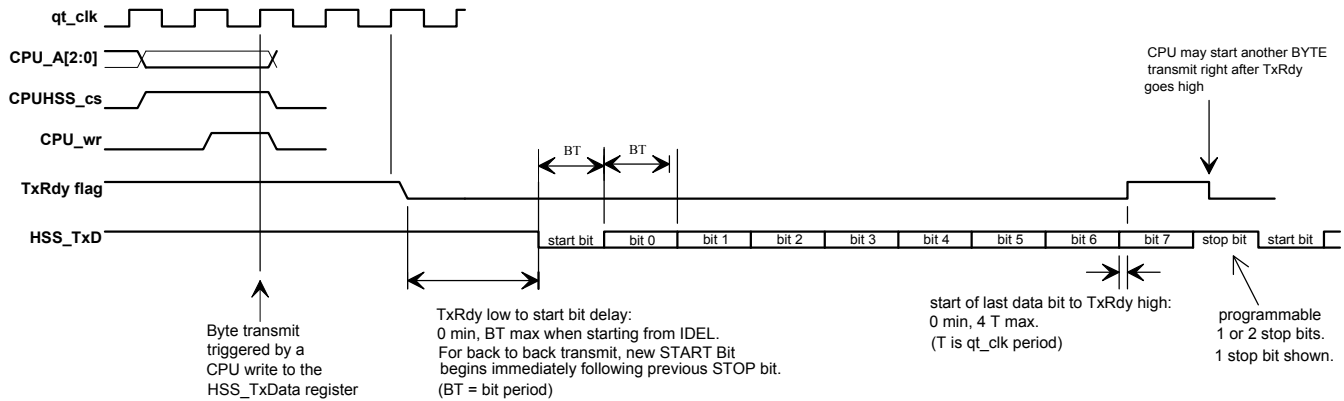 qt_clk
CPU_A[2:0]
CPUHSS_cs
CPU_wr
TxRdy flag
HSS_TxD
CPU may start another BYTE
transmit right after TxRdy
goes high
BT
BT
start bit
bit 0
bit 1
bit 2
bit 3
bit 4
bit 5
bit 6
bit 7
stop bit
start bit
Byte transmit
triggered by a
CPU write to the
HSS_TxData register
TxRdy low to start bit delay:
0 min, BT max when starting from IDEL.
For back to back transmit, new START Bit
begins immediately following previous STOP bit.
(BT = bit period)
start of last data bit to TxRdy high:
0 min, 4 T max.
(T is qt_clk period)
programmable
1 or 2 stop bits.
1 stop bit shown.